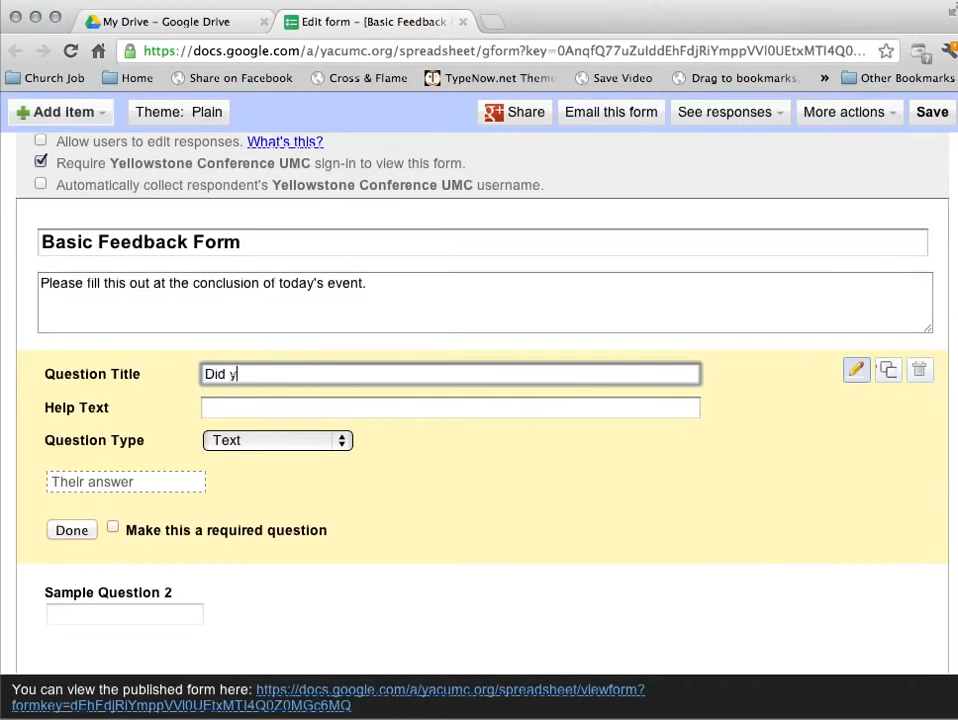 My Drive – Google Drive
Edit form – [Basic Feedback
https://docs.google.com/a/yacumc.org/spreadsheet/gform?key=0AnqfQ77uZulddEhFdjRiYmppVVl0UEtxMTI4Q0...
Church Job Home Share on Facebook Cross & Flame TypeNow.net Theme Save Video Drag to bookmarks, » Other Bookmarks
Add item Theme: Plain Share Email this form See responses More actions Save
Allow users to edit responses. What's this?
Require Yellowstone Conference UMC sign-in to view this form.
Automatically collect respondent's Yellowstone Conference UMC username.
Basic Feedback Form
Please fill this out at the conclusion of today's event.
Question Title Did y
Help Text
Question Type Text
Their answer
Done Make this a required question
Sample Question 2
You can view the published form here: https://docs.google.com/a/yacumc.org/spreadsheet/viewform?
formkey=dEhFdjRiYmppVVl0UEtxMTI4Q0Z0MGc6MQ